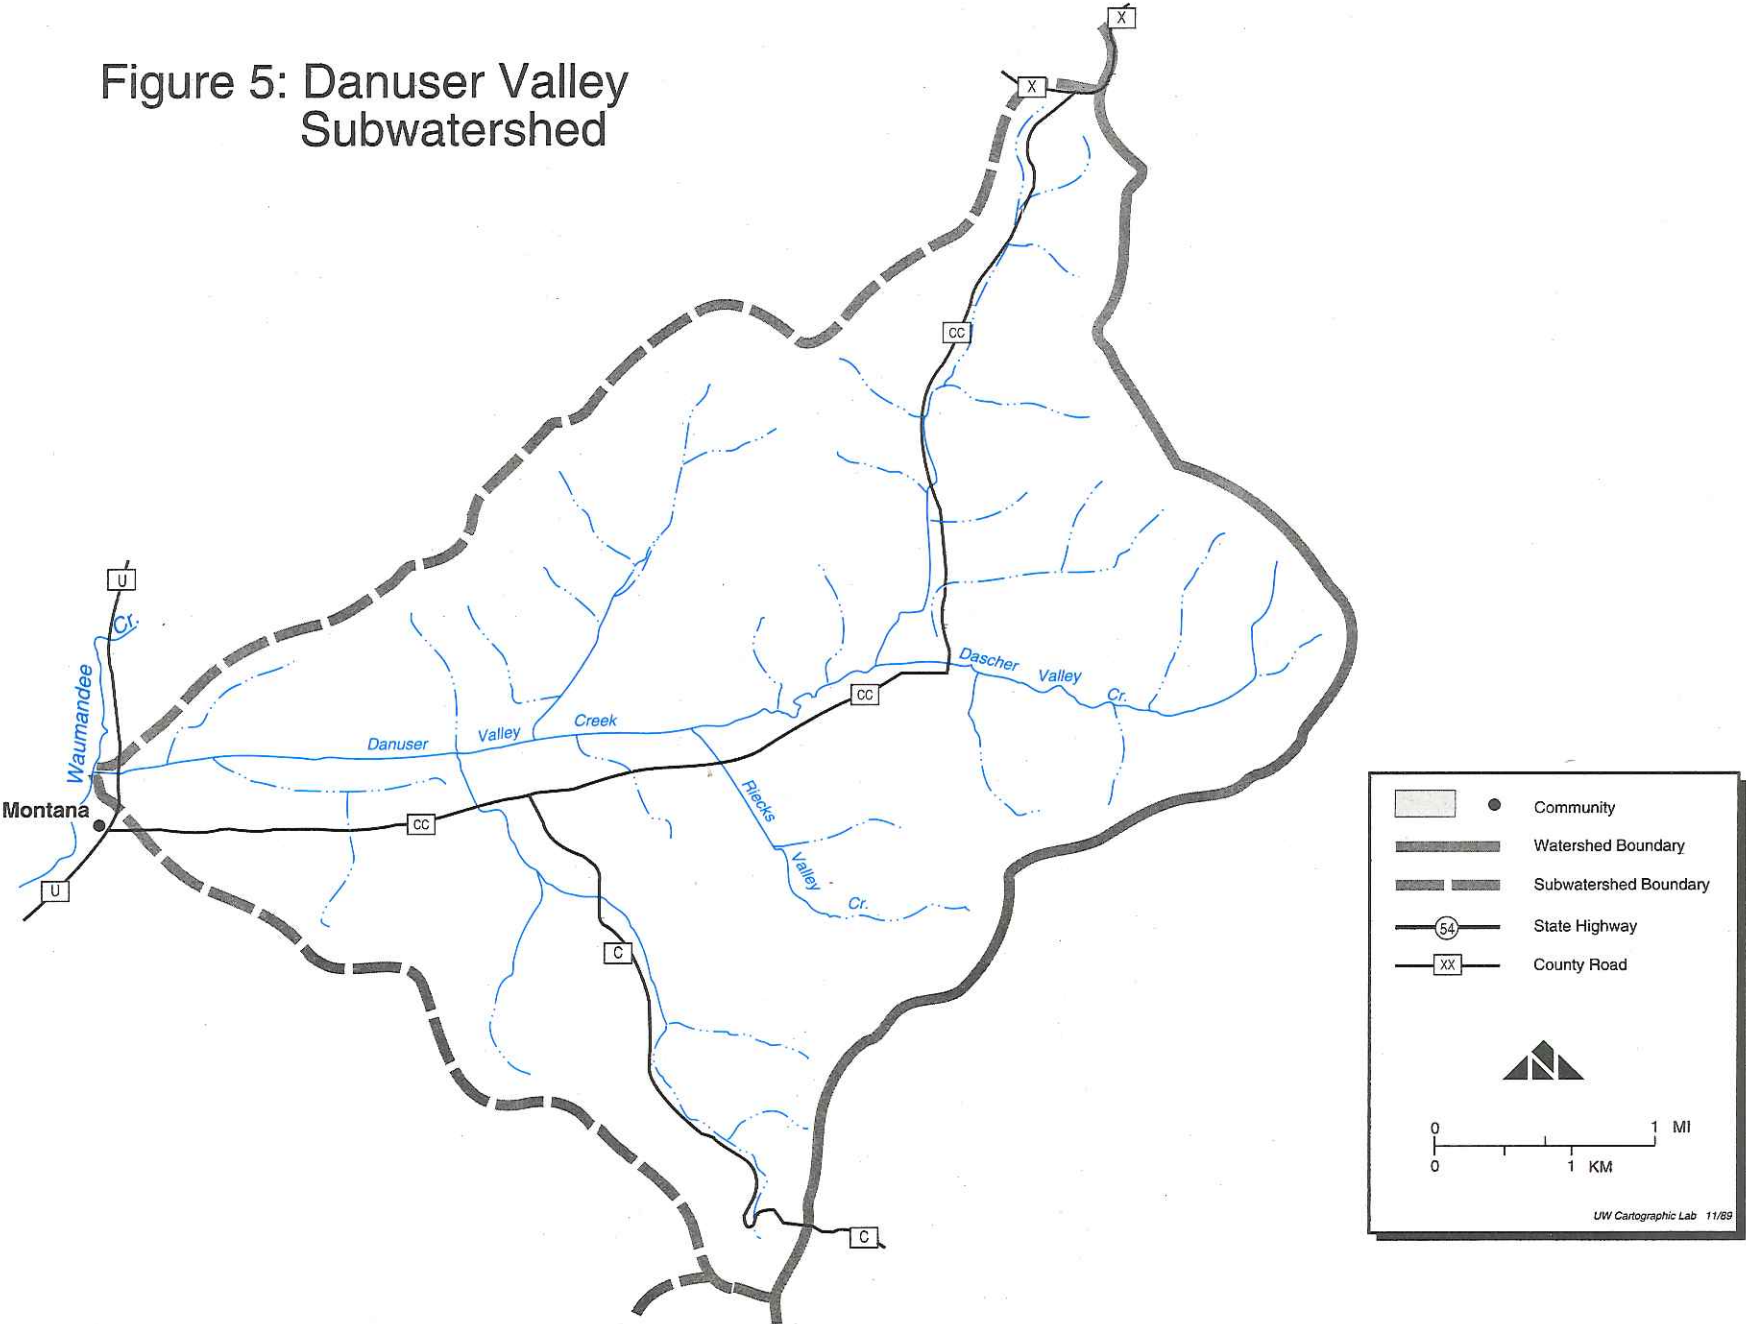 Figure 5: Danuser Valley
Subwatershed
X
X
CC
U
Cr.
Waumandee
Dascher Valley Cr.
CC
Danuser Valley Creek
Montana
CC
Riecks
Valley
Cr.
U
C
C
Community
Watershed Boundary
Subwatershed Boundary
54 State Highway
XX County Road
N
0 1 MI
0 1 KM
UW Cartographic Lab 11/89